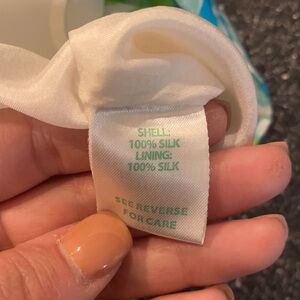 SHELL:
100% SILK
LINING:
100% SILK
SEE REVERSE
FOR CARE